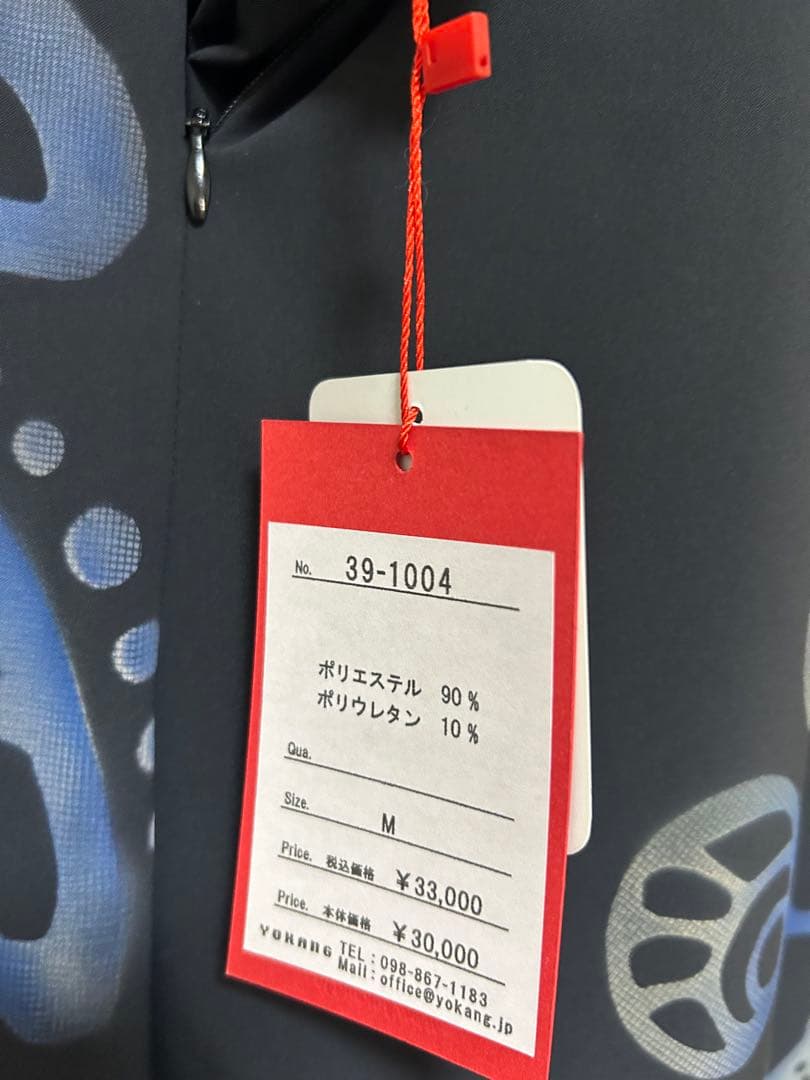 No. 39-1004
ポリエステル 90%
ポリウレタン 10%
Qua.
Size. M
Price. 税込価格 ¥33,000
Price. 本体価格 ¥30,000
YOKANG TEL:098-867-1183
Mail:office@yokang.jp